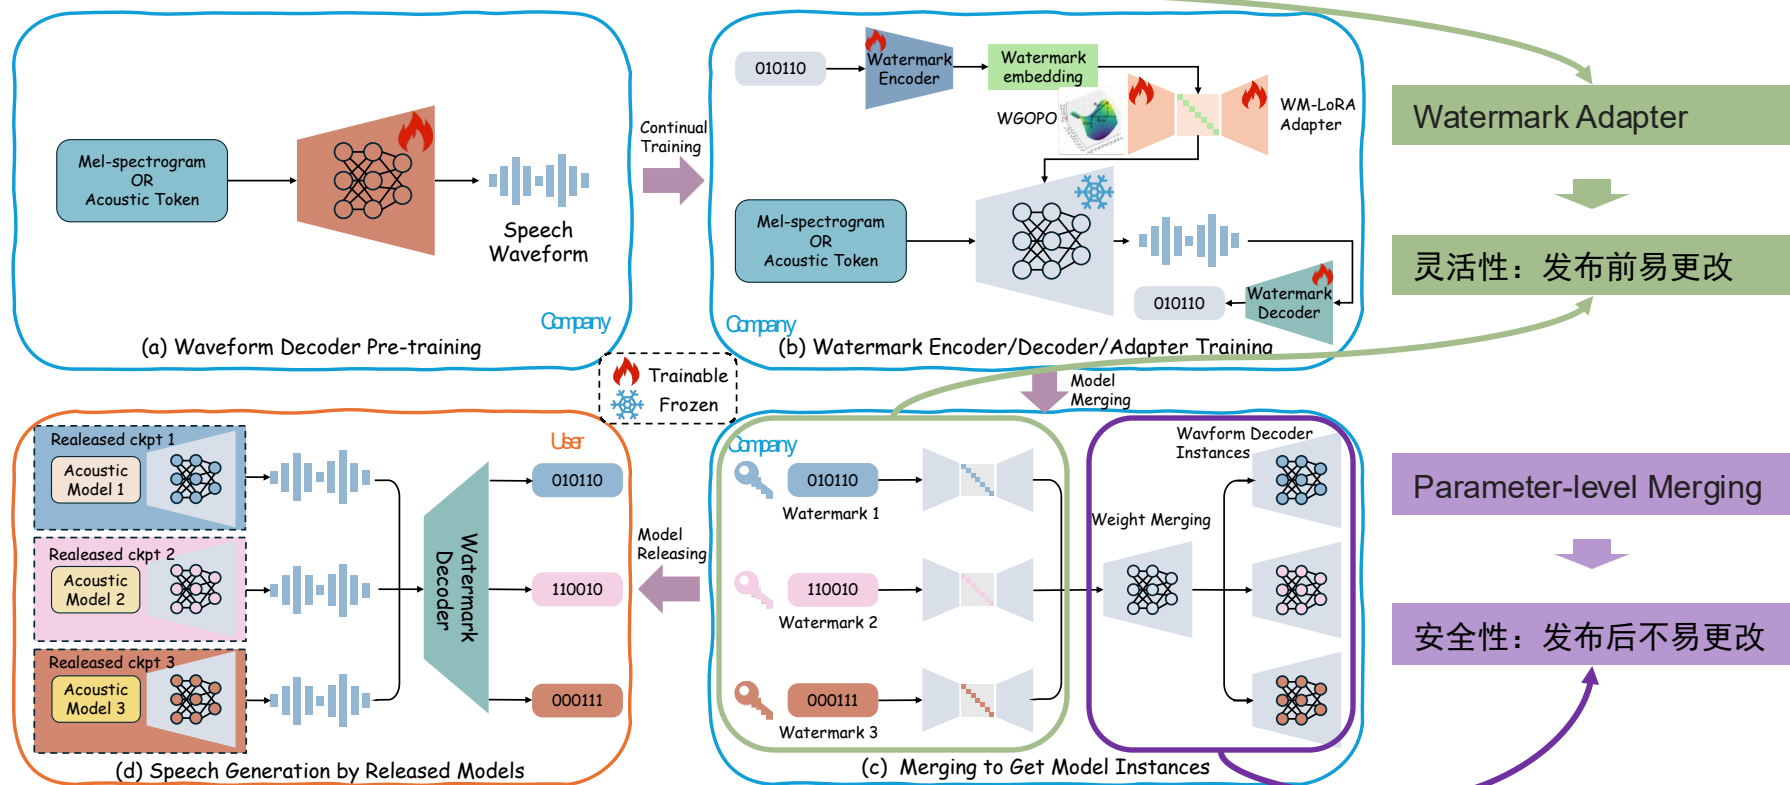 Mel-spectrogram
OR
Acoustic Token
Speech
Waveform
Company
(a) Waveform Decoder Pre-training
Continual
Training
010110
Watermark
Encoder
Watermark
embedding
WGOPO
WM-LoRA
Adapter
Mel-spectrogram
OR
Acoustic Token
010110
Watermark
Decoder
Company
(b) Watermark Encoder/Decoder/Adapter Training
Watermark Adapter
灵活性：发布前易更改
Trainable
Frozen
Model
Merging
Company
010110
Watermark 1
110010
Watermark 2
000111
Watermark 3
Weight Merging
Wavform Decoder
Instances
(c) Merging to Get Model Instances
Parameter-level Merging
安全性：发布后不易更改
Model
Releasing
User
Realeased ckpt 1
Acoustic
Model 1
Realeased ckpt 2
Acoustic
Model 2
Realeased ckpt 3
Acoustic
Model 3
Watermark
Decoder
010110
110010
000111
(d) Speech Generation by Released Models